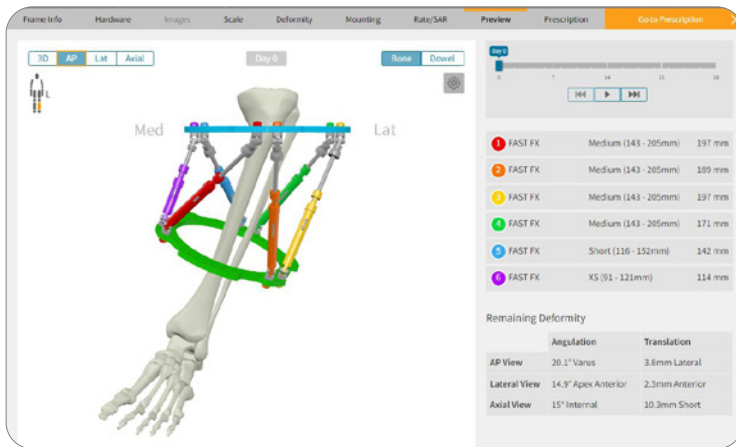 Frame Info Hardware Images Scale Deformity Mounting Rate/SAR Preview Prescription Go to Prescription
3D AP Lat Axial
Day 0
Bone Dowel
L
Med Lat
Day 0
0 7 14 21 28
1 FAST FX Medium (143 - 205mm) 197 mm
2 FAST FX Medium (143 - 205mm) 189 mm
3 FAST FX Medium (143 - 205mm) 197 mm
4 FAST FX Medium (143 - 205mm) 171 mm
5 FAST FX Short (116 - 152mm) 142 mm
6 FAST FX XS (91 - 121mm) 114 mm
Remaining Deformity
Angulation Translation
AP View 20.1° Varus 3.8mm Lateral
Lateral View 14.9° Apex Anterior 2.3mm Anterior
Axial View 15° Internal 10.3mm Short